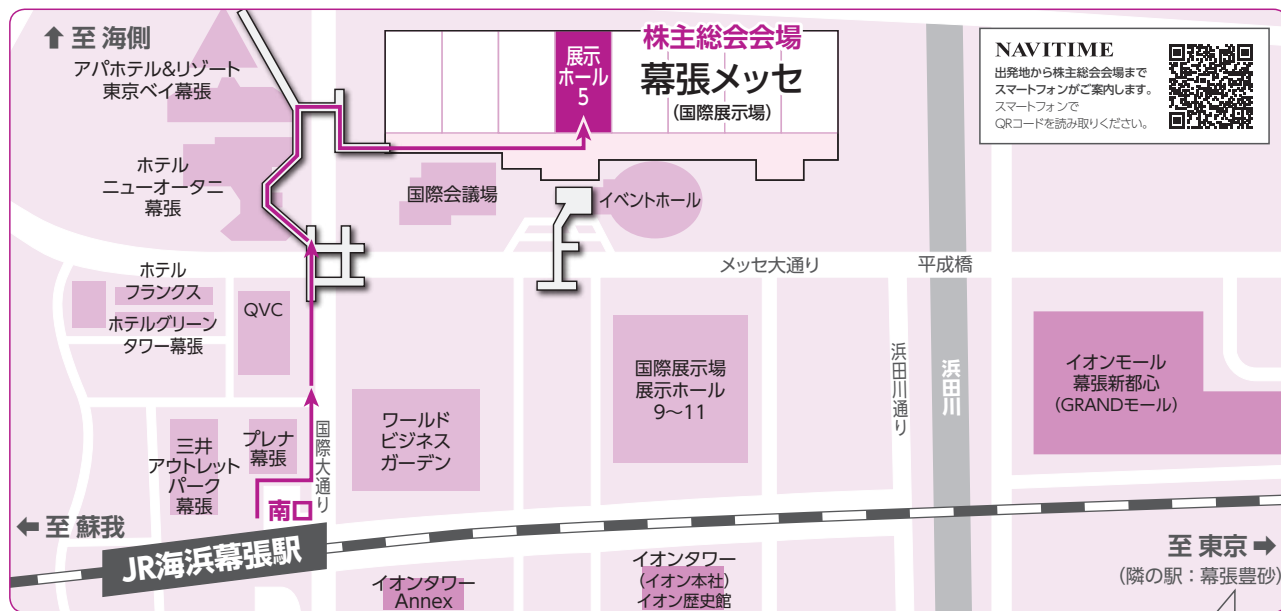 至 海側
アパホテル&リゾート
東京ベイ幕張
ホテル
ニューオータニ
幕張
展示
ホール
5
株主総会会場
幕張メッセ
(国際展示場)
NAVITIME
出発地から株主総会会場まで
スマートフォンがご案内します。
スマートフォンで
QRコードを読み取りください。
国際会議場
イベントホール
メッセ大通り
平成橋
ホテル
フランクス
ホテルグリーン
タワー幕張
QVC
国際展示場
展示ホール
9〜11
浜田川通り
浜田川
イオンモール
幕張新都心
(GRANDモール)
三井
アウトレット
パーク
幕張
プレナ
幕張
国際大通り
ワールド
ビジネス
ガーデン
南口
至 蘇我
JR海浜幕張駅
イオンタワー
Annex
イオンタワー
(イオン本社)
イオン歴史館
至 東京
(隣の駅：幕張豊砂)